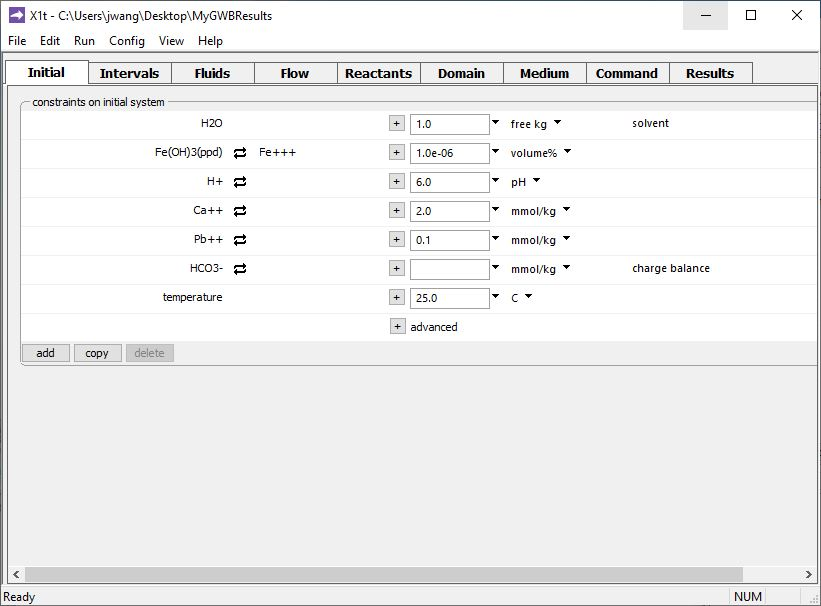 X1t - C:\Users\jwang\Desktop\MyGWBResults
File Edit Run Config View Help
Initial Intervals Fluids Flow Reactants Domain Medium Command Results
constraints on initial system
H2O + 1.0 free kg solvent
Fe(OH)3(ppd) Fe+++ + 1.0e-06 volume%
H+ + 6.0 pH
Ca++ + 2.0 mmol/kg
Pb++ + 0.1 mmol/kg
HCO3- + mmol/kg charge balance
temperature + 25.0 C
+ advanced
add copy delete
Ready NUM